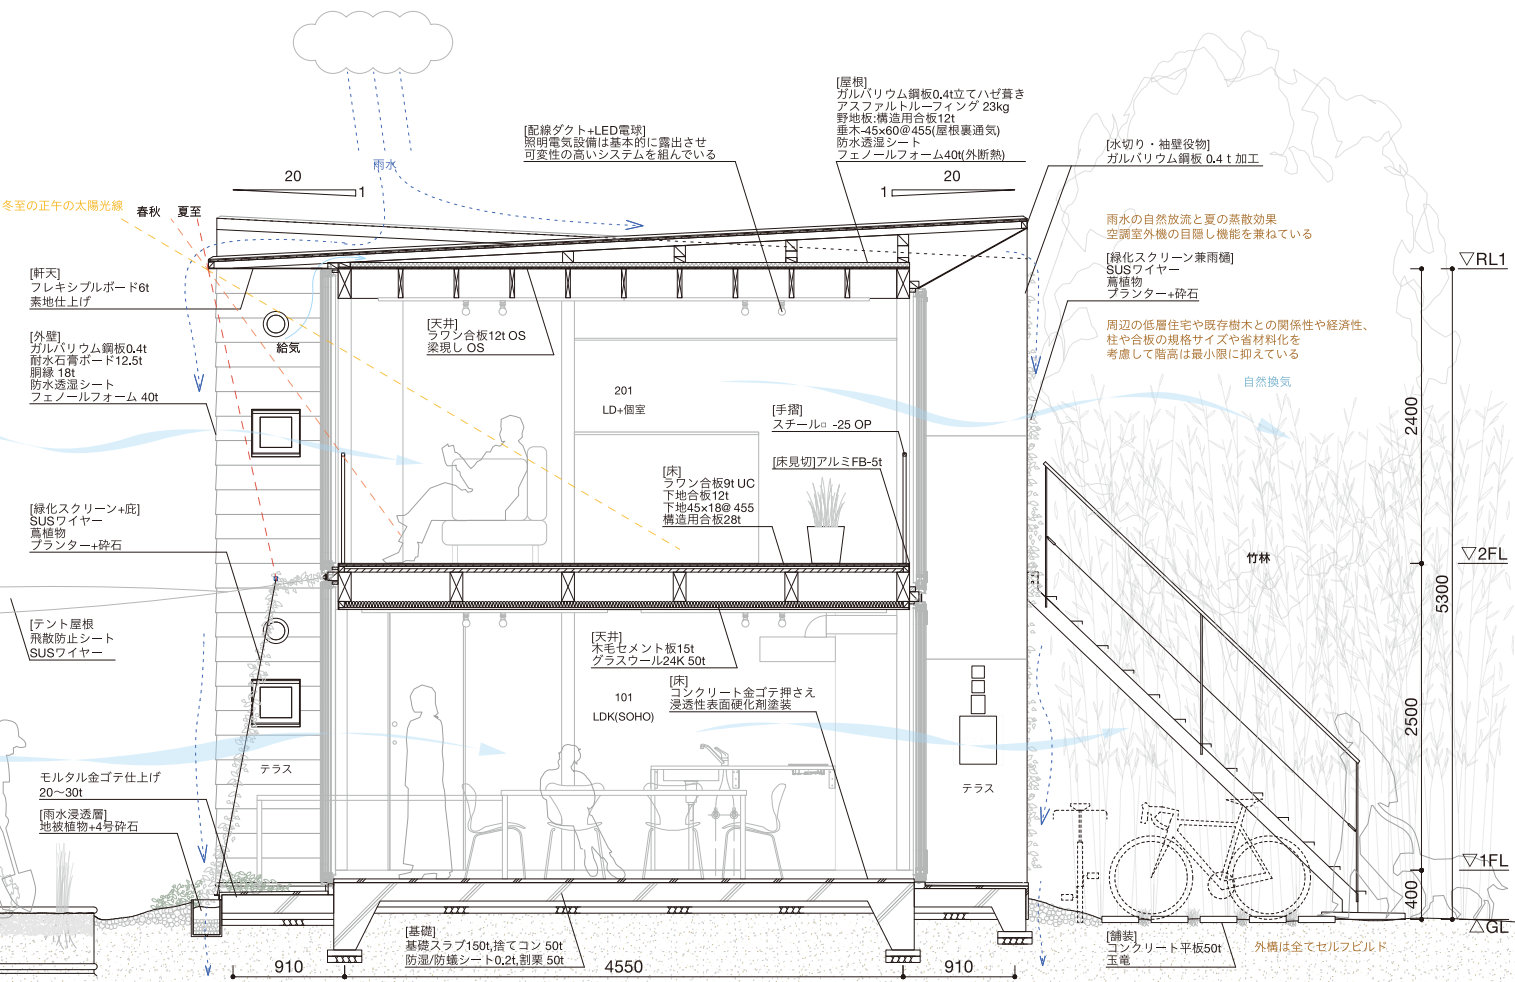 [屋根]
ガルバリウム鋼板0.4t立てハゼ葺き
アスファルトルーフィング 23kg
野地板:構造用合板12t
垂木-45×60@455(屋根裏通気)
防水透湿シート
フェノールフォーム40t(外断熱)
[配線ダクト+LED電球]
照明電気設備は基本的に露出させ
可変性の高いシステムを組んでいる
[水切り・袖壁役物]
ガルバリウム鋼板 0.4 t 加工
雨水
20
1
1
20
冬至の正午の太陽光線
春秋
夏至
雨水の自然放流と夏の蒸散効果
空調室外機の目隠し機能を兼ねている
[緑化スクリーン兼雨樋]
SUSワイヤー
蔦植物
プランター+砕石
▽RL1
[軒天]
フレキシブルボード6t
素地仕上げ
[外壁]
ガルバリウム鋼板0.4t
耐水石膏ボード12.5t
胴縁 18t
防水透湿シート
フェノールフォーム 40t
給気
[天井]
ラワン合板12t OS
梁現し OS
周辺の低層住宅や既存樹木との関係性や経済性、
柱や合板の規格サイズや省材料化を
考慮して階高は最小限に抑えている
自然換気
201
LD+個室
[手摺]
スチール□ -25 OP
2400
[床見切]アルミFB-5t
[床]
ラワン合板9t UC
下地合板12t
下地45×18@ 455
構造用合板28t
[緑化スクリーン+庇]
SUSワイヤー
蔦植物
プランター+砕石
竹林
▽2FL
5300
[テント屋根
飛散防止シート
SUSワイヤー
[天井]
木毛セメント板15t
グラスウール24K 50t
[床]
コンクリート金ゴテ押さえ
浸透性表面硬化剤塗装
101
LDK(SOHO)
2500
テラス
テラス
モルタル金ゴテ仕上げ
20〜30t
[雨水浸透層]
地被植物+4号砕石
▽1FL
400
△GL
[基礎]
基礎スラブ150t,捨てコン 50t
防湿/防蟻シート0.2t,割栗 50t
[舗装]
コンクリート平板50t
玉竜
外構は全てセルフビルド
910
4550
910